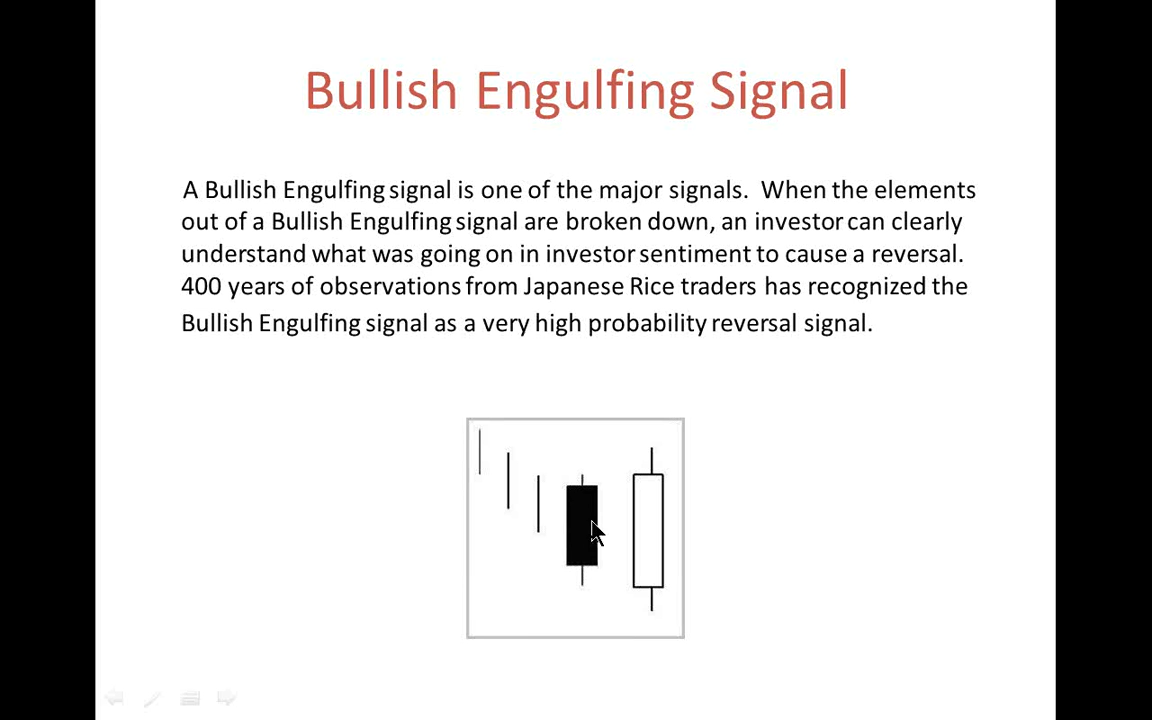 Bullish Engulfing Signal
A Bullish Engulfing signal is one of the major signals.  When the elements
out of a Bullish Engulfing signal are broken down, an investor can clearly
understand what was going on in investor sentiment to cause a reversal.
400 years of observations from Japanese Rice traders has recognized the
Bullish Engulfing signal as a very high probability reversal signal.